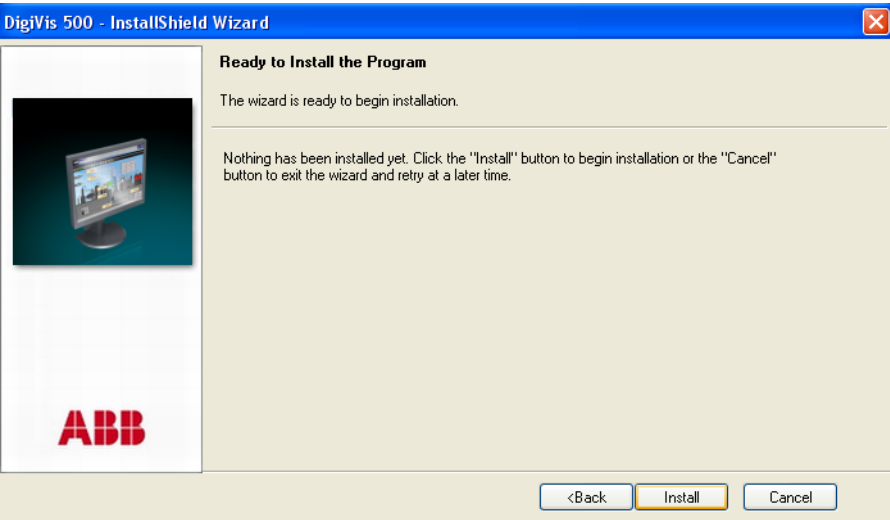 DigiVis 500 - InstallShield Wizard
Ready to Install the Program
The wizard is ready to begin installation.
Nothing has been installed yet. Click the "Install" button to begin installation or the "Cancel"
button to exit the wizard and retry at a later time.
ABB
<Back Install Cancel